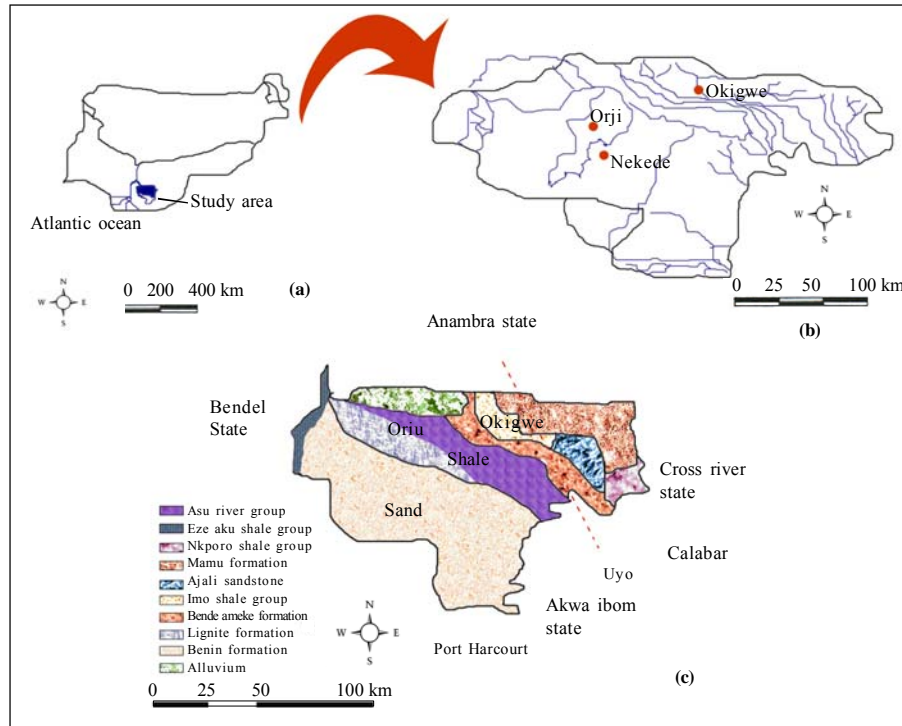 Study area
Atlantic ocean
N
W E
S
0 200 400 km
(a)
Okigwe
Orji
Nekede
N
W E
S
0 25 50 100 km
(b)
Anambra state
Bendel
State
Okigwe
Oriu
Shale
Sand
Cross river
state
Calabar
Uyo
Akwa ibom
state
Port Harcourt
Asu river group
Eze aku shale group
Nkporo shale group
Mamu formation
Ajali sandstone
Imo shale group
Bende ameke formation
Lignite formation
Benin formation
Alluvium
N
W E
S
0 25 50 100 km
(c)